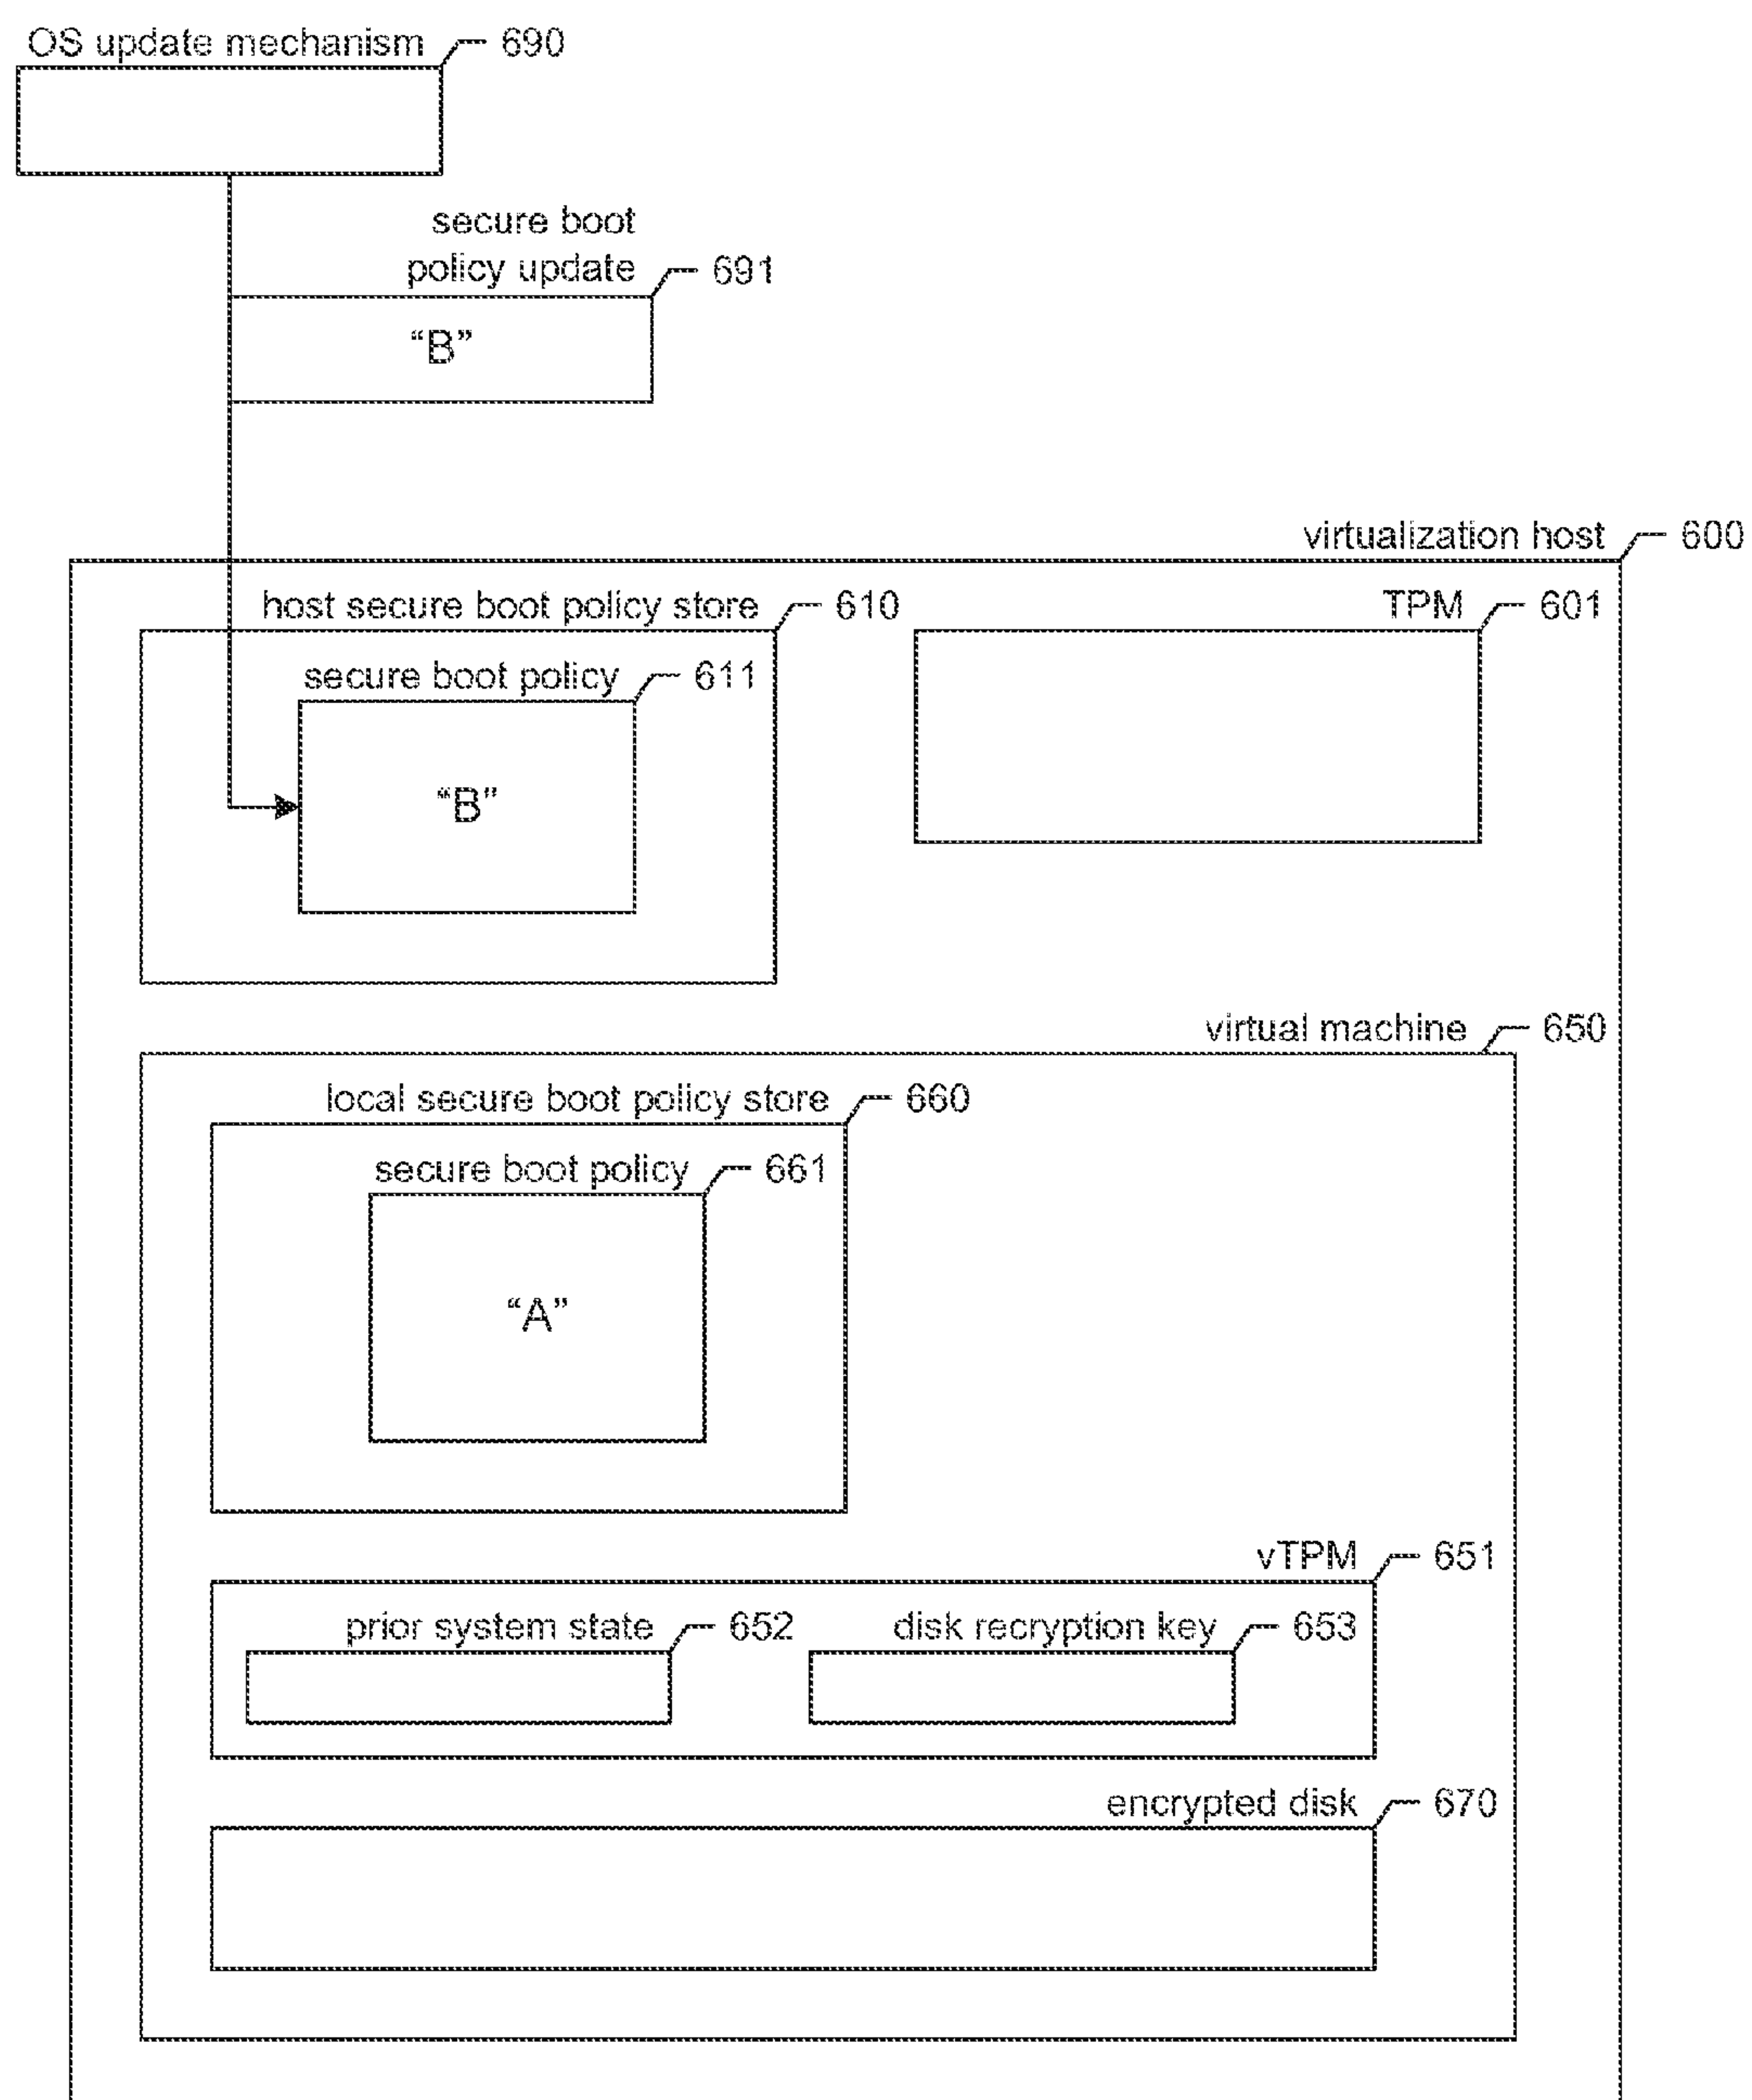 OS update mechanism 690
secure boot
policy update 691
“B”
virtualization host 600
host secure boot policy store 610
TPM 601
secure boot policy 611
“B”
virtual machine 650
local secure boot policy store 660
secure boot policy 661
“A”
vTPM 651
prior system state 652
disk recryption key 653
encrypted disk 670